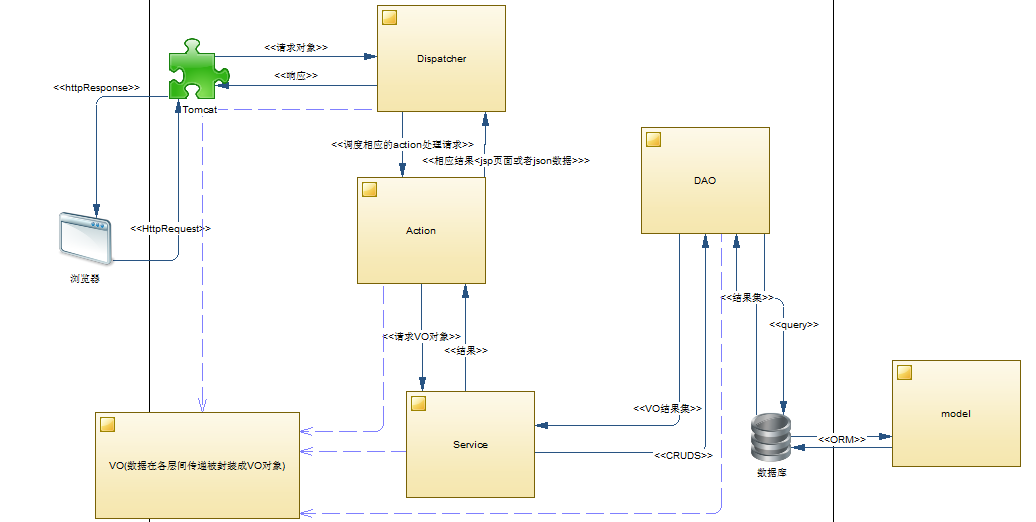 <<请求对象>>
Dispatcher
<<响应>>
<<httpResponse>>
Tomcat
<<调度相应的action处理请求>>
<<相应结果<jsp页面或者json数据>>>
DAO
Action
<<HttpRequest>>
浏览器
<<结果集>>
<<query>>
<<请求VO对象>>
<<结果>>
<<VO结果集>>
model
<<ORM>>
Service
<<CRUDS>>
VO(数据在各层间传递被封装成VO对象)
数据库